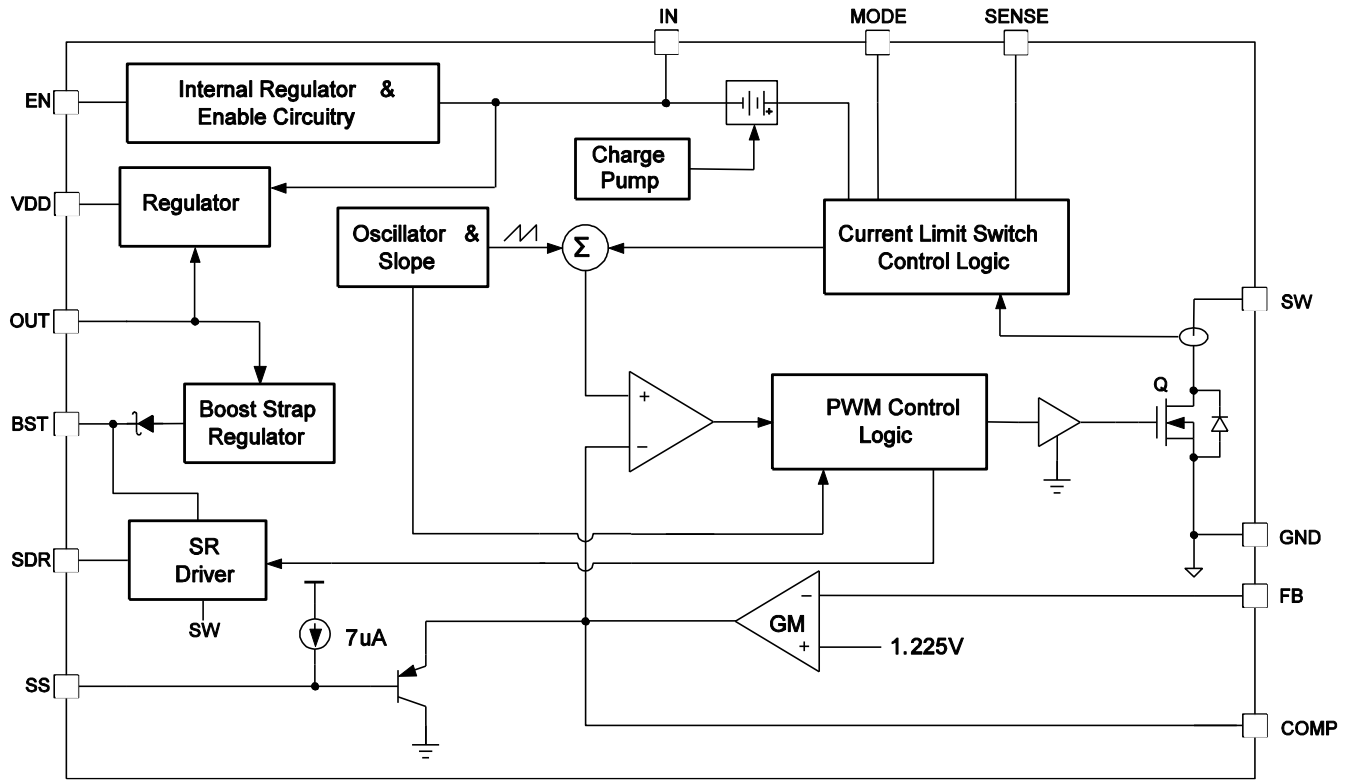 IN
MODE
SENSE
EN
Internal Regulator &
Enable Circuitry
Charge
Pump
VDD
Regulator
Oscillator &
Slope
Σ
Current Limit Switch
Control Logic
SW
OUT
Q
BST
Boost Strap
Regulator
+
−
PWM Control
Logic
SDR
SR
Driver
SW
GND
7uA
FB
GM
−
+
1.225V
SS
COMP